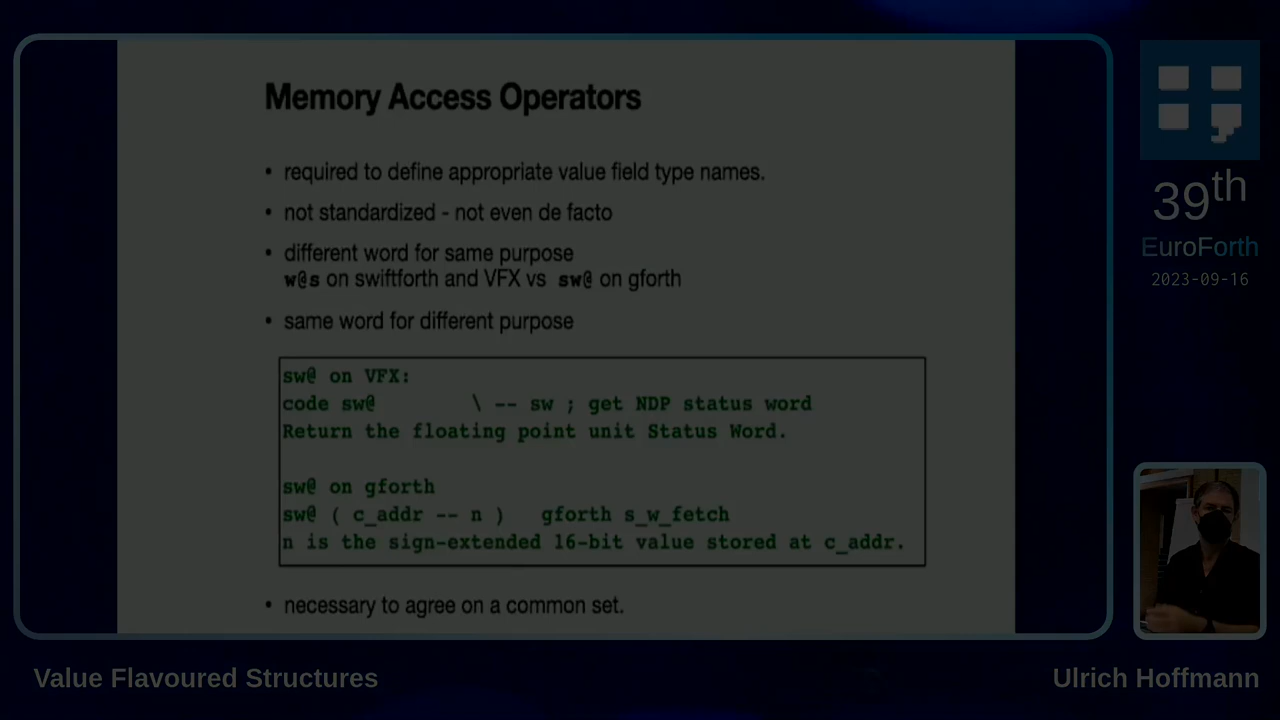 Memory Access Operators
• required to define appropriate value field type names.
• not standardized - not even de facto
• different word for same purpose
w@s on swiftforth and VFX vs sw@ on gforth
• same word for different purpose
sw@ on VFX:
code sw@ \ -- sw ; get NDP status word
Return the floating point unit Status Word.
sw@ on gforth
sw@ ( c_addr -- n ) gforth s_w_fetch
n is the sign-extended 16-bit value stored at c_addr.
• necessary to agree on a common set.
39th
EuroForth
2023-09-16
Value Flavoured Structures
Ulrich Hoffmann